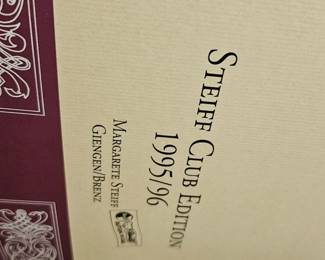 STEIFF CLUB EDITION
1995/96
MARGARETE STEIFF
GIENGEN/BRENZ